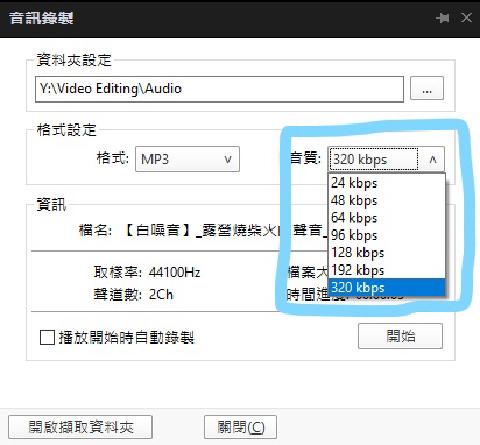 音訊錄製
資料夾設定
Y:\Video Editing\Audio
...
格式設定
格式: MP3
音質: 320 kbps
24 kbps
48 kbps
64 kbps
96 kbps
128 kbps
192 kbps
320 kbps
資訊
檔名: 【白噪音】_露營燒柴火 聲音_
取樣率: 44100Hz
檔案大
聲道數: 2Ch
時間進度:
播放開始時自動錄製
開始
開啟擷取資料夾
關閉(C)